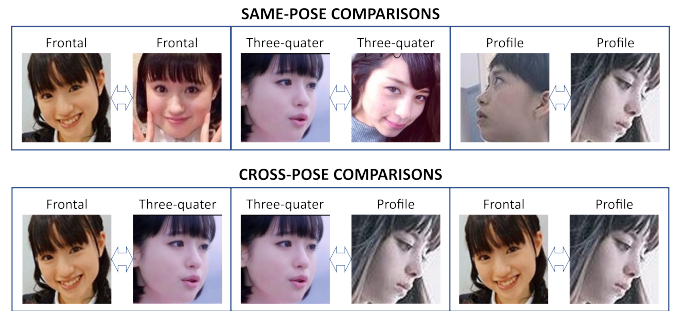 SAME-POSE COMPARISONS
Frontal Frontal Three-quater Three-quater Profile Profile
CROSS-POSE COMPARISONS
Frontal Three-quater Three-quater Profile Frontal Profile